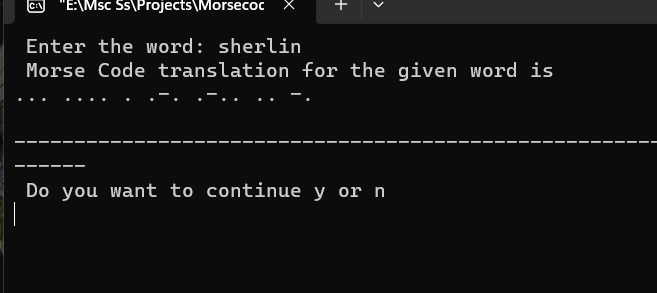 "E:\Msc Ss\Projects\Morsecoc
Enter the word: sherlin
Morse Code translation for the given word is
... .... . .-. .-.. .. -.
------------------------------------------------------
------
Do you want to continue y or n